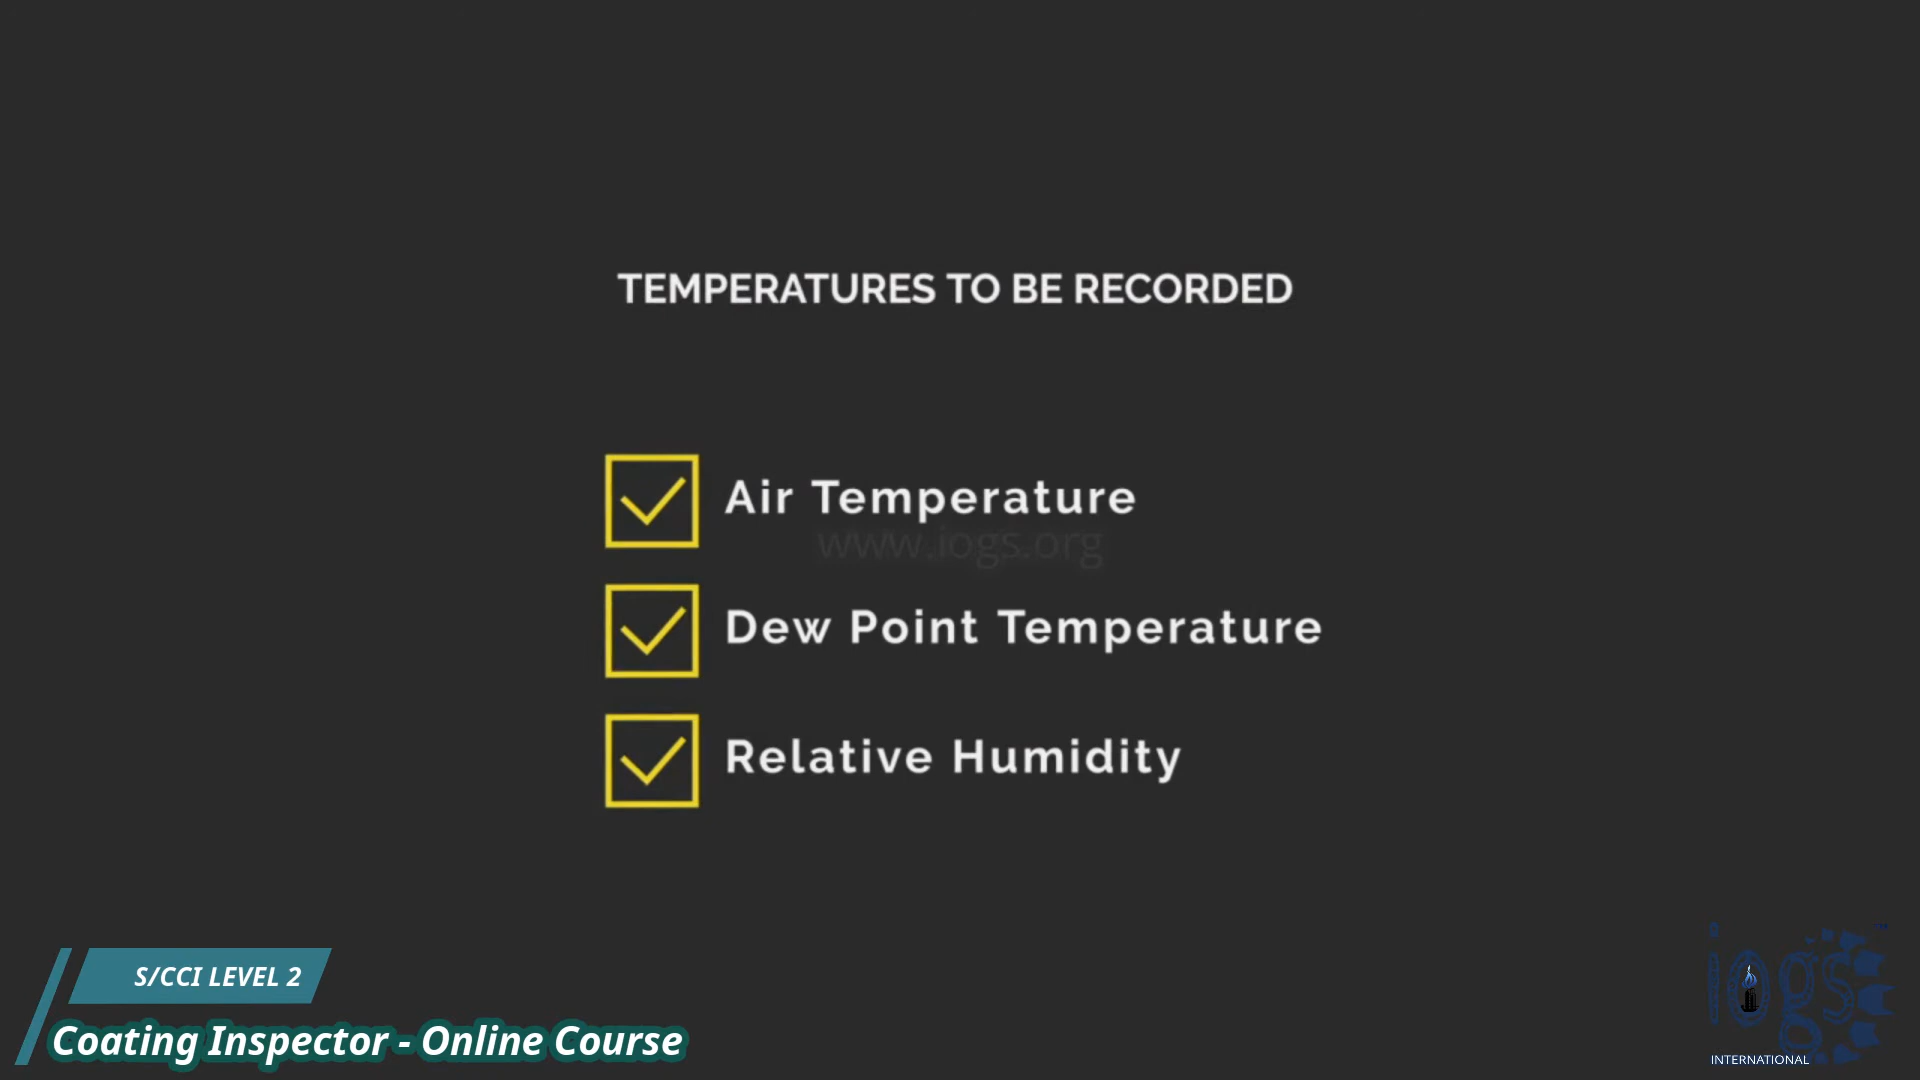 TEMPERATURES TO BE RECORDED
Air Temperature
www.iogs.org
Dew Point Temperature
Relative Humidity
S/CCI LEVEL 2
Coating Inspector - Online Course
iogs
INTERNATIONAL